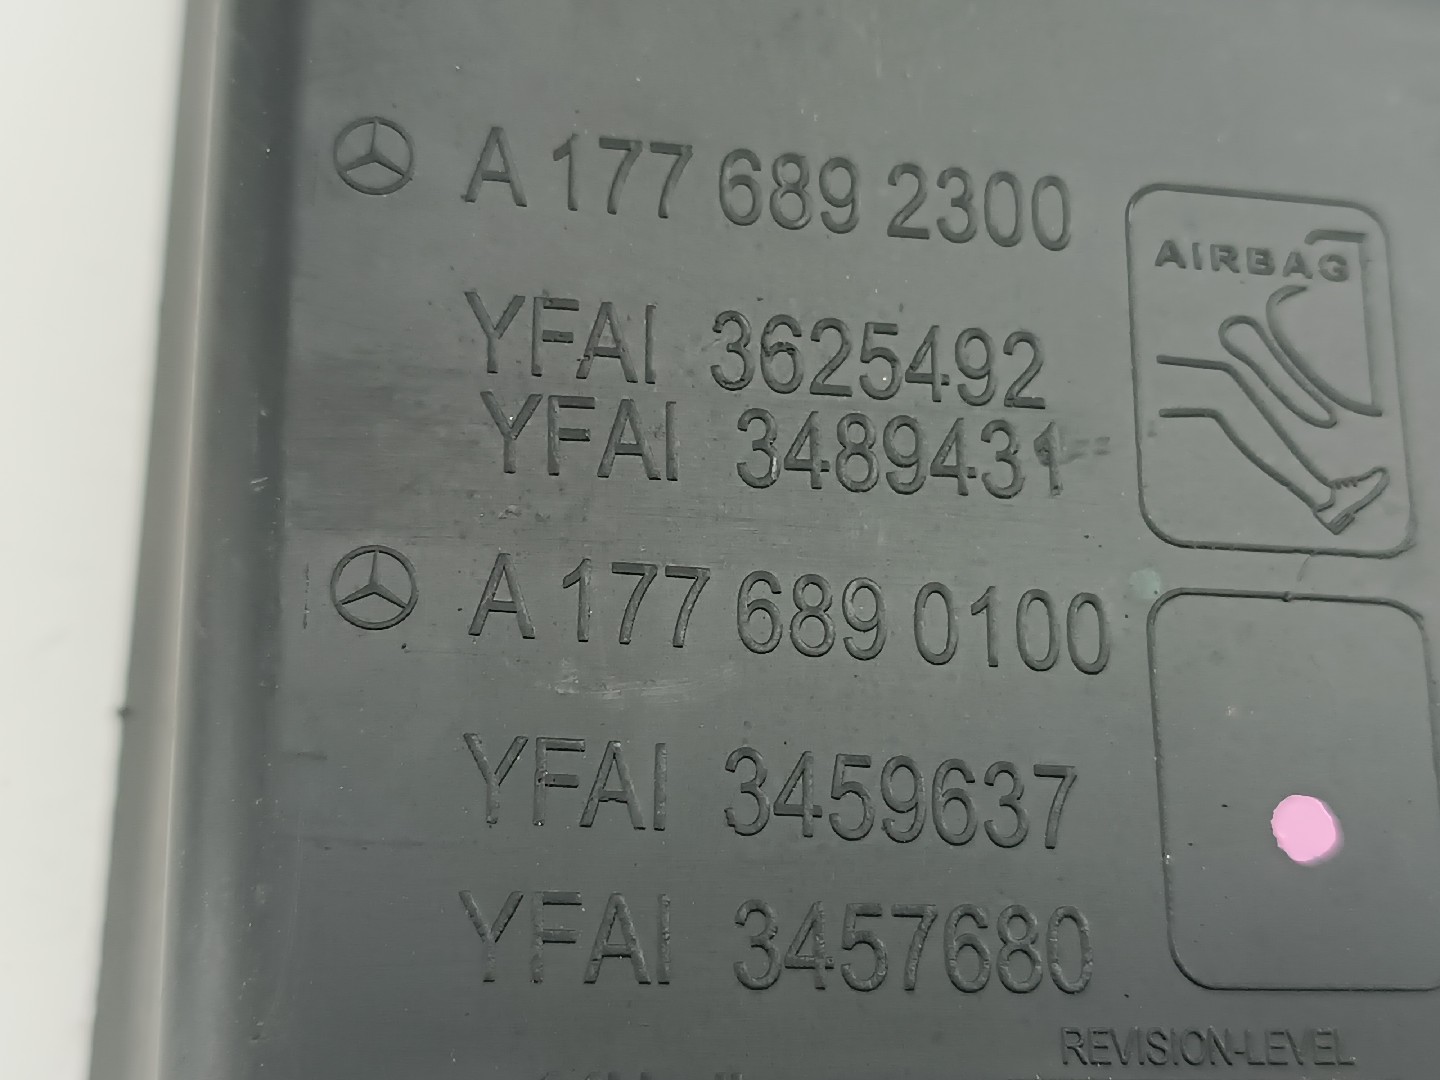 A 177 689 2300
AIRBAG
YFAI 3625492
YFAI 3489431
A 177 689 0100
YFAI 3459637
YFAI 3457680
REVISION-LEVEL